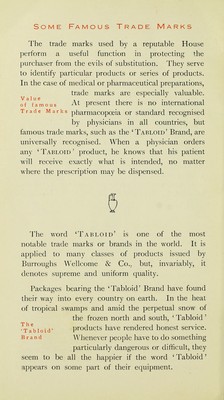 SOME FAMOUS TRADE MARKS
The trade marks used by a reputable House
perform a useful function in protecting the
purchaser from the evils of substitution. They serve
to identify particular products or series of products.
In the case of medical or pharmaceutical preparations,
trade marks are especially valuable.
Value
of famous
Trade Marks
At present there is no international
pharmacopœia or standard recognised
by physicians in all countries, but
famous trade marks, such as the 'TABLOID' Brand, are
universally recognised. When a physician orders
any 'TABLOID' product, he knows that his patient
will receive exactly what is intended, no matter
where the prescription may be dispensed.
The word 'TABLOID' is one of the most
notable trade marks or brands in the world. It is
applied to many classes of products issued by
Burroughs Wellcome & Co., but, invariably, it
denotes supreme and uniform quality.
Packages bearing the 'Tabloid' Brand have found
their way into every country on earth. In the heat
of tropical swamps and amid the perpetual snow of
the frozen north and south, 'Tabloid'
The
'Tabloid'
Brand
products have rendered honest service.
Whenever people have to do something
particularly dangerous or difficult, they
seem to be all the happier if the word 'Tabloid'
appears on some part of their equipment.